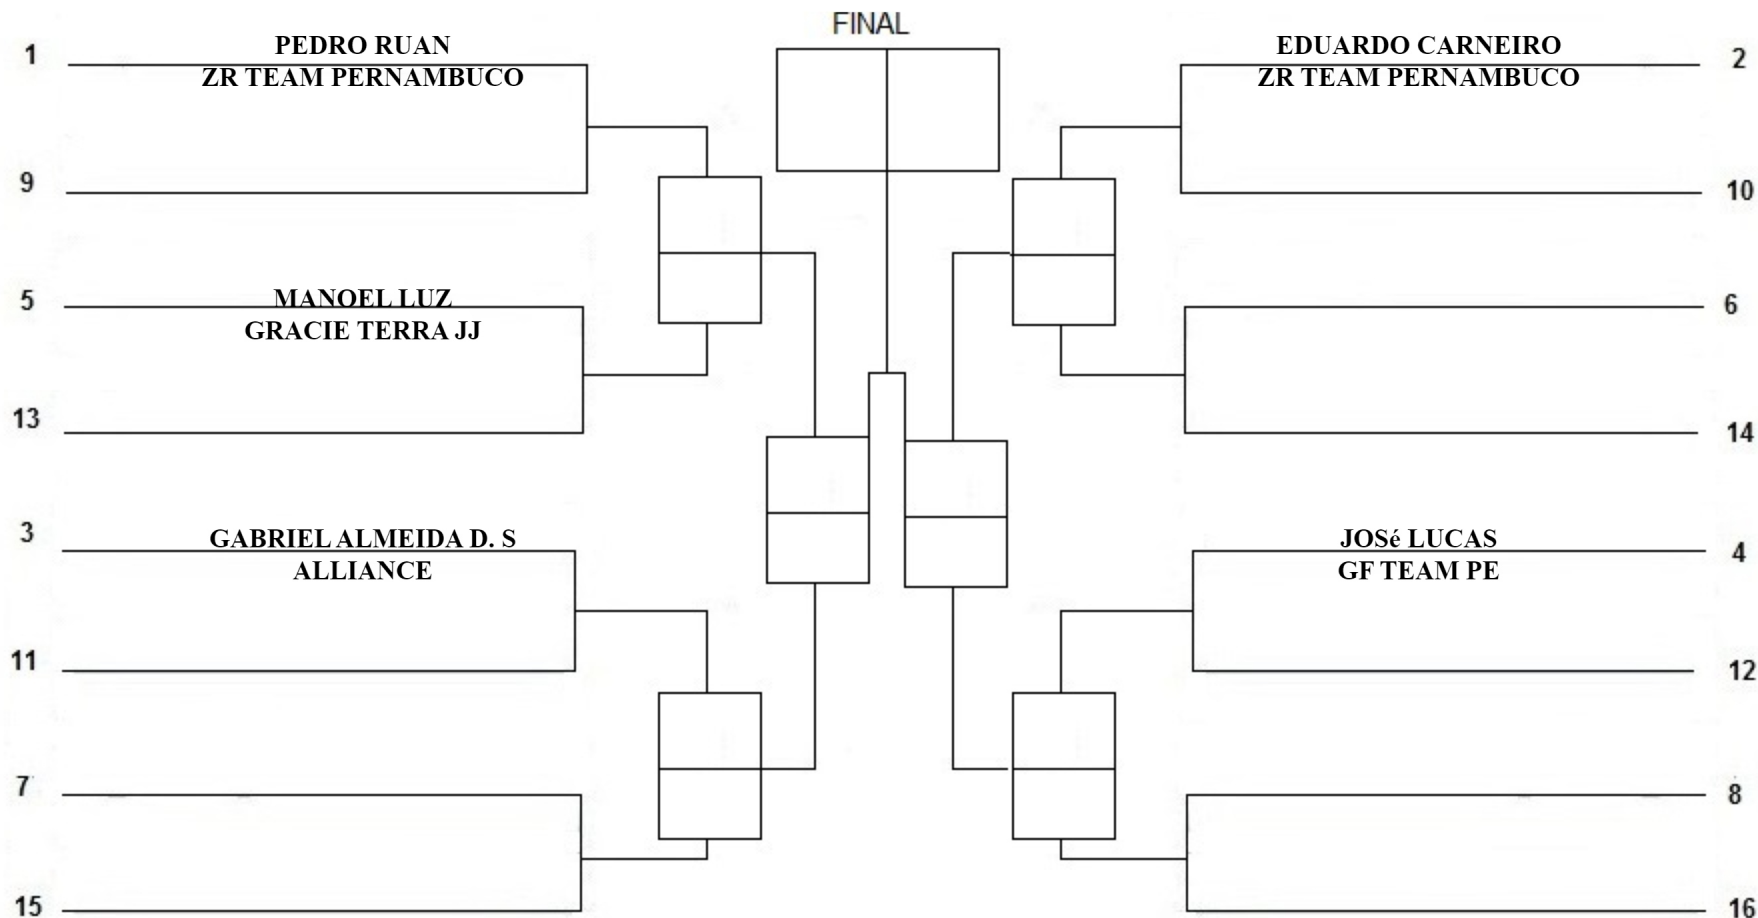 FINAL
1
PEDRO RUAN
ZR TEAM PERNAMBUCO
9
5
MANOEL LUZ
GRACIE TERRA JJ
13
3
GABRIEL ALMEIDA D. S
ALLIANCE
11
7
15
EDUARDO CARNEIRO
ZR TEAM PERNAMBUCO
2
10
6
14
JOSé LUCAS
GF TEAM PE
4
12
8
16